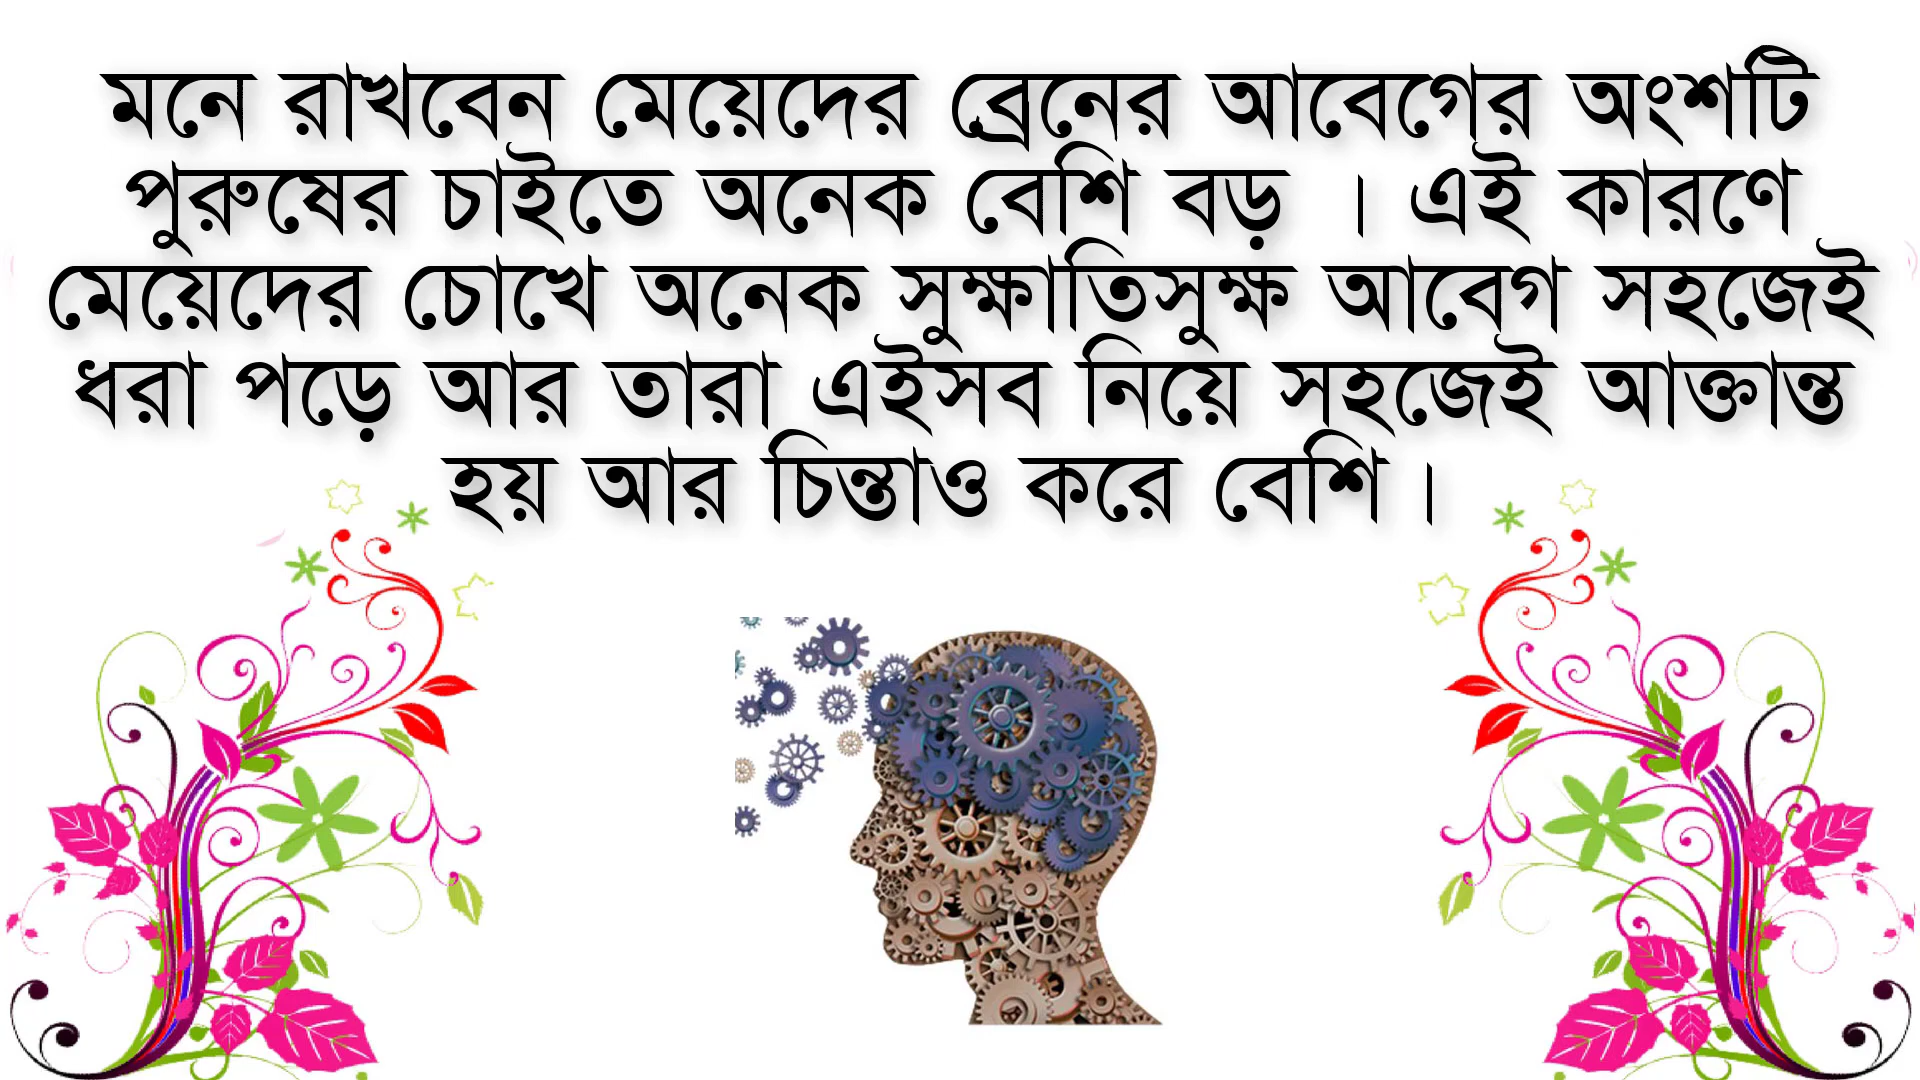 মনে রাখবেন মেয়েদের ব্রেনের আবেগের অংশটি
পুরুষের চাইতে অনেক বেশি বড় । এই কারণে
মেয়েদের চোখে অনেক সুক্ষাতিসুক্ষ আবেগ সহজেই
ধরা পড়ে আর তারা এইসব নিয়ে সহজেই আক্তান্ত
হয় আর চিন্তাও করে বেশি ।